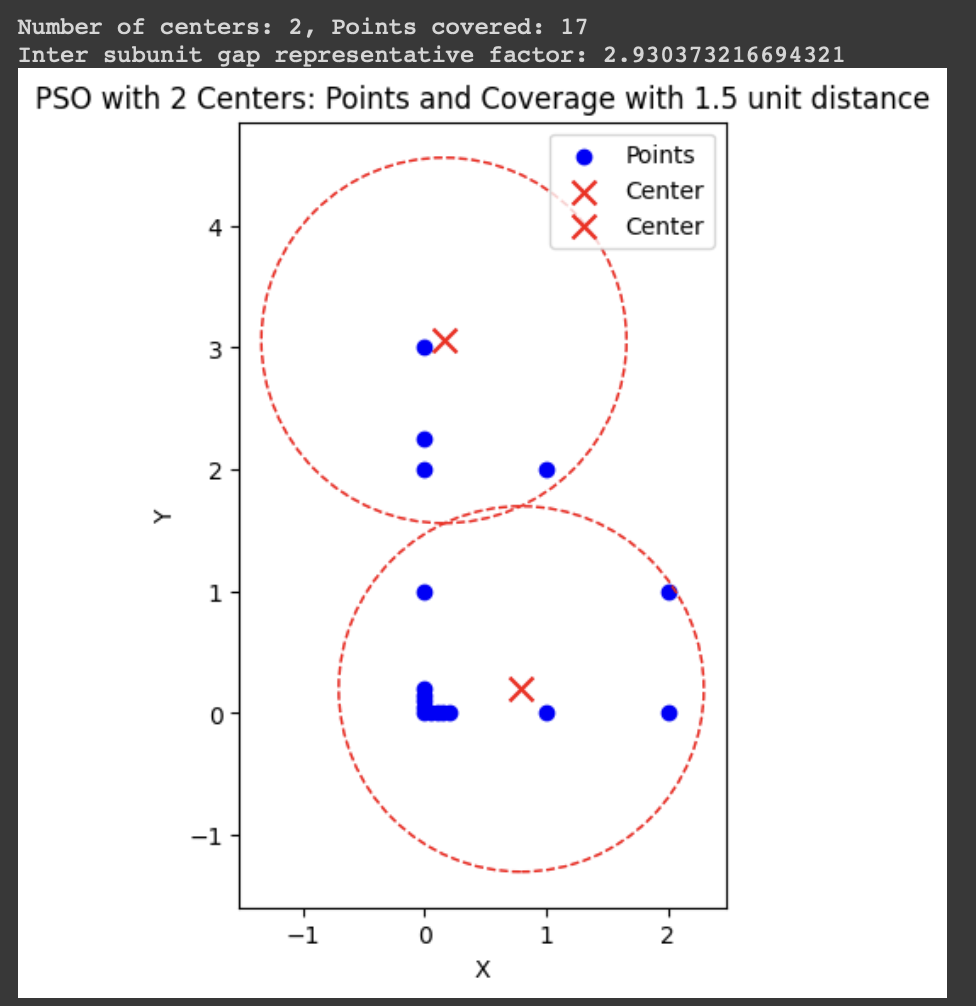 Number of centers: 2, Points covered: 17
Inter subunit gap representative factor: 2.930373216694321
PSO with 2 Centers: Points and Coverage with 1.5 unit distance
Points
Center
Center
4
3
2
1
0
−1
Y
−1 0 1 2
X